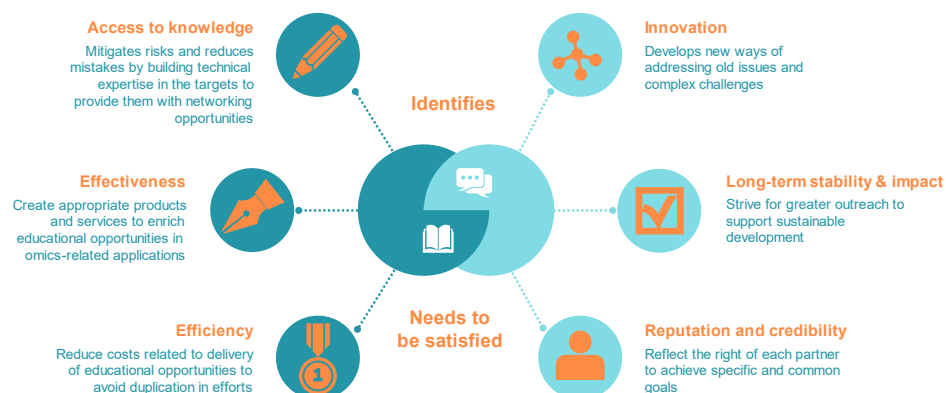 Access to knowledge
Mitigates risks and reduces
mistakes by building technical
expertise in the targets to
provide them with networking
opportunities
Identifies
Innovation
Develops new ways of
addressing old issues and
complex challenges
Effectiveness
Create appropriate products
and services to enrich
educational opportunities in
omics-related applications
Long-term stability & impact
Strive for greater outreach to
support sustainable
development
Efficiency
Reduce costs related to delivery
of educational opportunities to
avoid duplication in efforts
1
Needs to
be satisfied
Reputation and credibility
Reflect the right of each partner
to achieve specific and common
goals